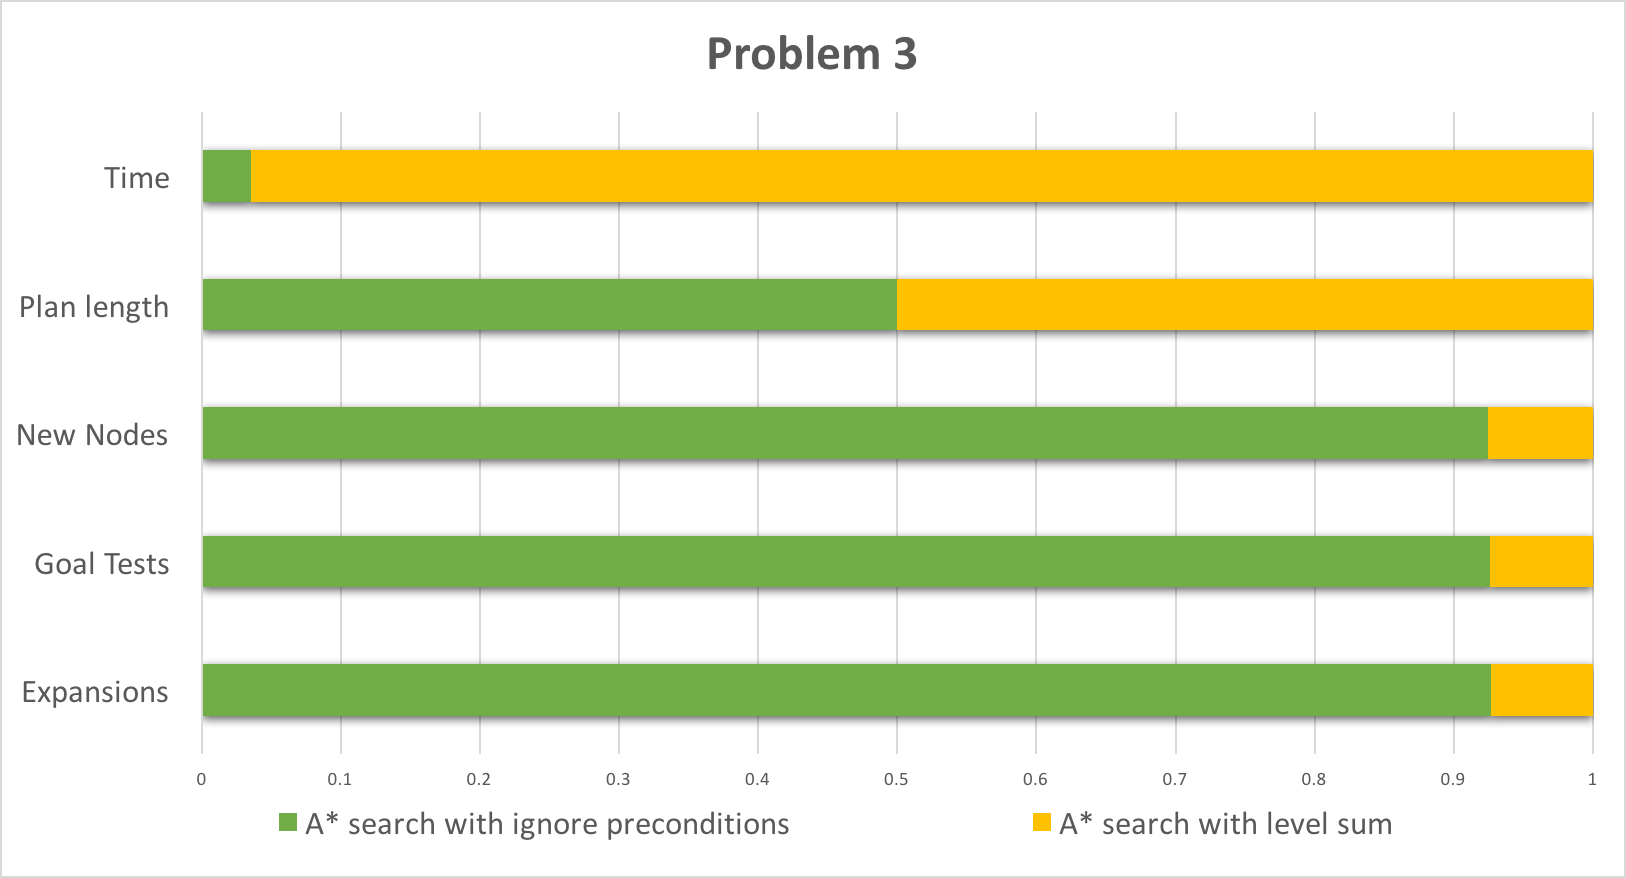 Problem 3
Time
Plan length
New Nodes
Goal Tests
Expansions
0 0.1 0.2 0.3 0.4 0.5 0.6 0.7 0.8 0.9 1
A* search with ignore preconditions A* search with level sum